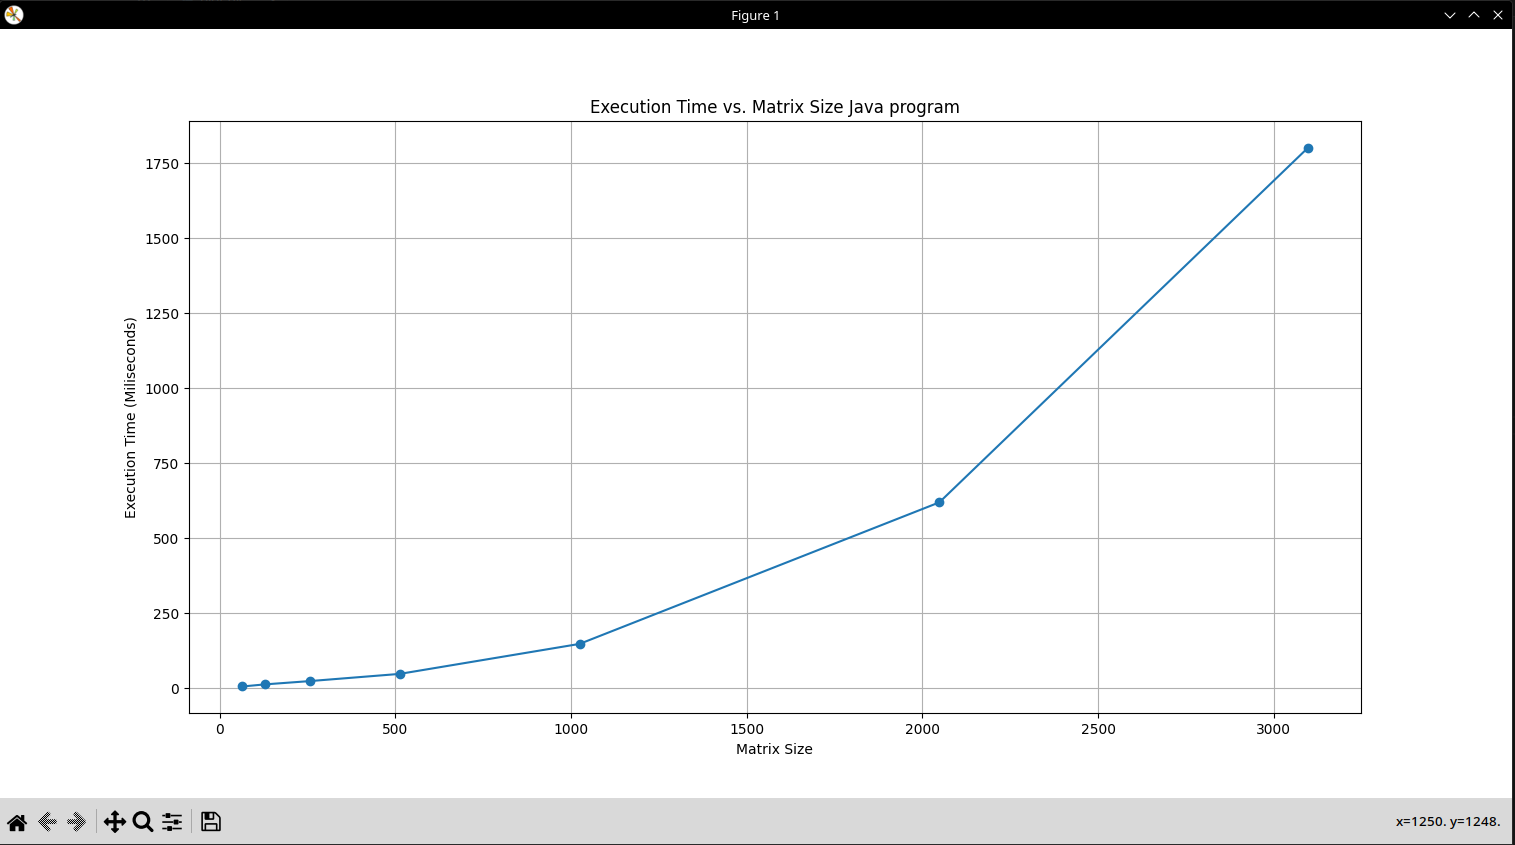 Figure 1
Execution Time vs. Matrix Size Java program
1750
1500
1250
1000
750
500
250
0
Execution Time (Miliseconds)
0 500 1000 1500 2000 2500 3000
Matrix Size
x=1250. y=1248.